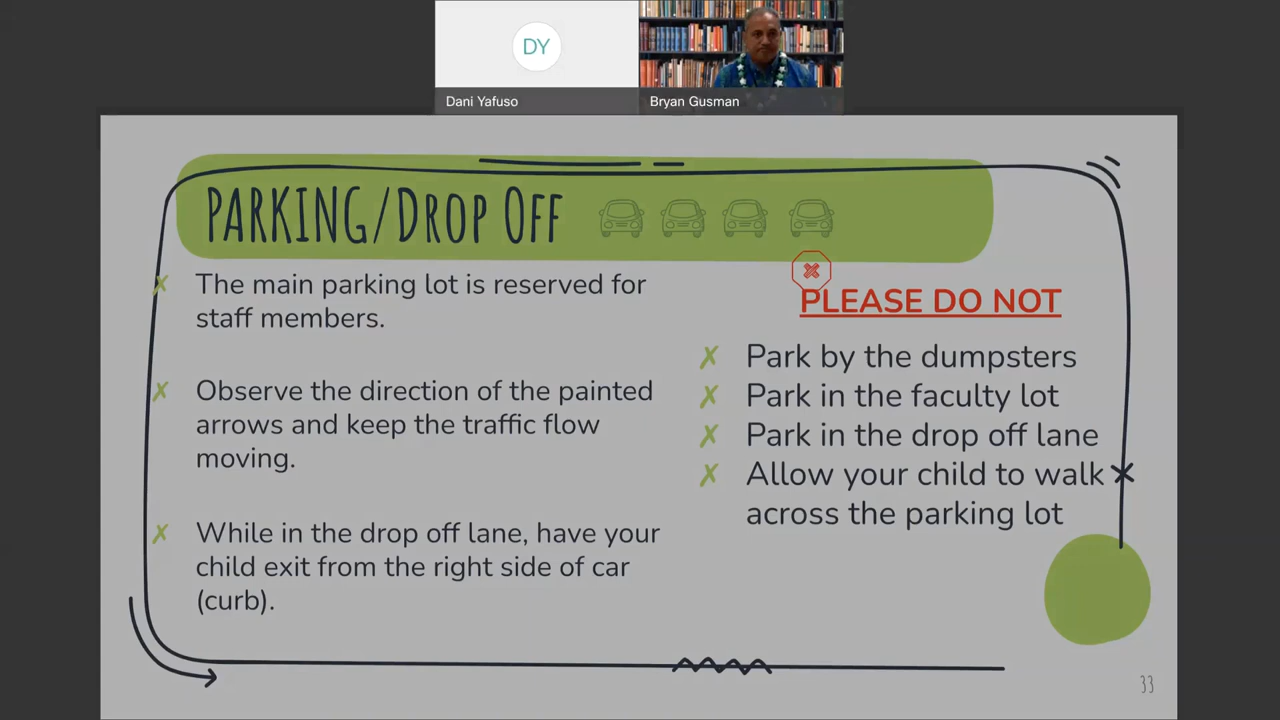 DY
Dani Yafuso
Bryan Gusman
PARKING/DROP OFF
The main parking lot is reserved for
staff members.
Observe the direction of the painted
arrows and keep the traffic flow
moving.
While in the drop off lane, have your
child exit from the right side of car
(curb).
PLEASE DO NOT
Park by the dumpsters
Park in the faculty lot
Park in the drop off lane
Allow your child to walk
across the parking lot
33